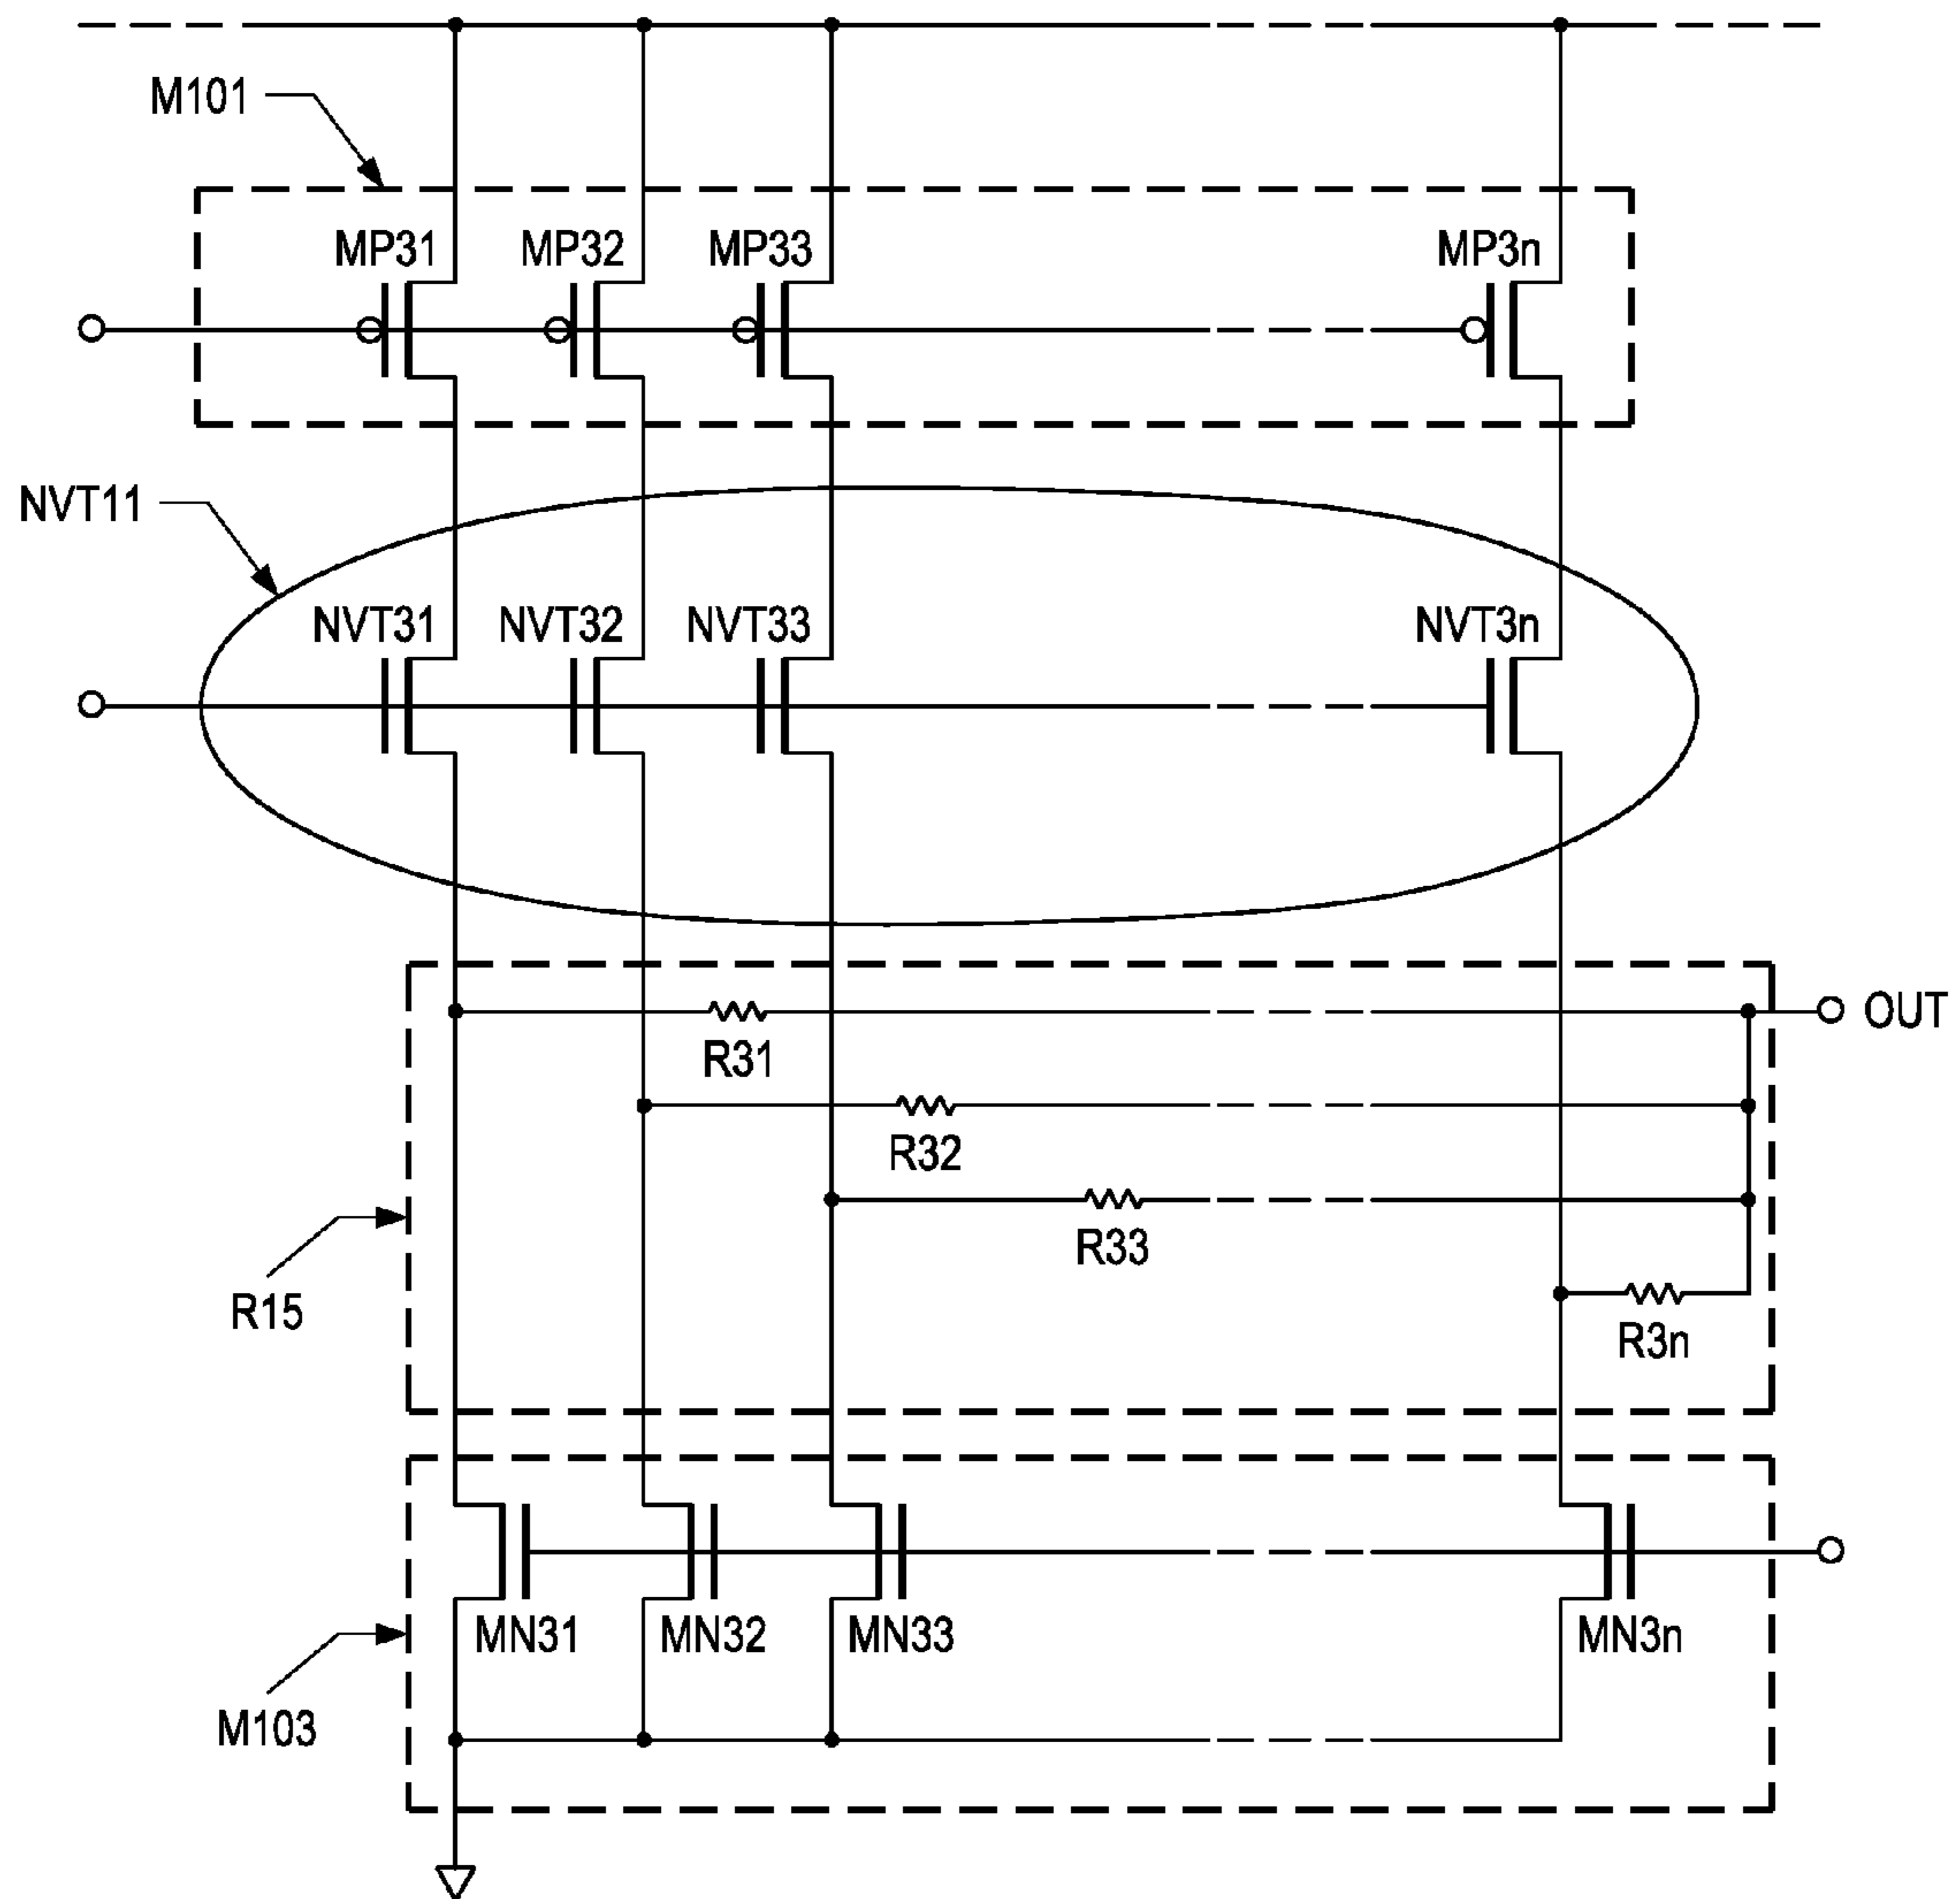 M101
MP31 MP32 MP33 MP3n
NVT11
NVT31 NVT32 NVT33 NVT3n
OUT
R31
R32
R33
R15
R3n
MN31 MN32 MN33 MN3n
M103